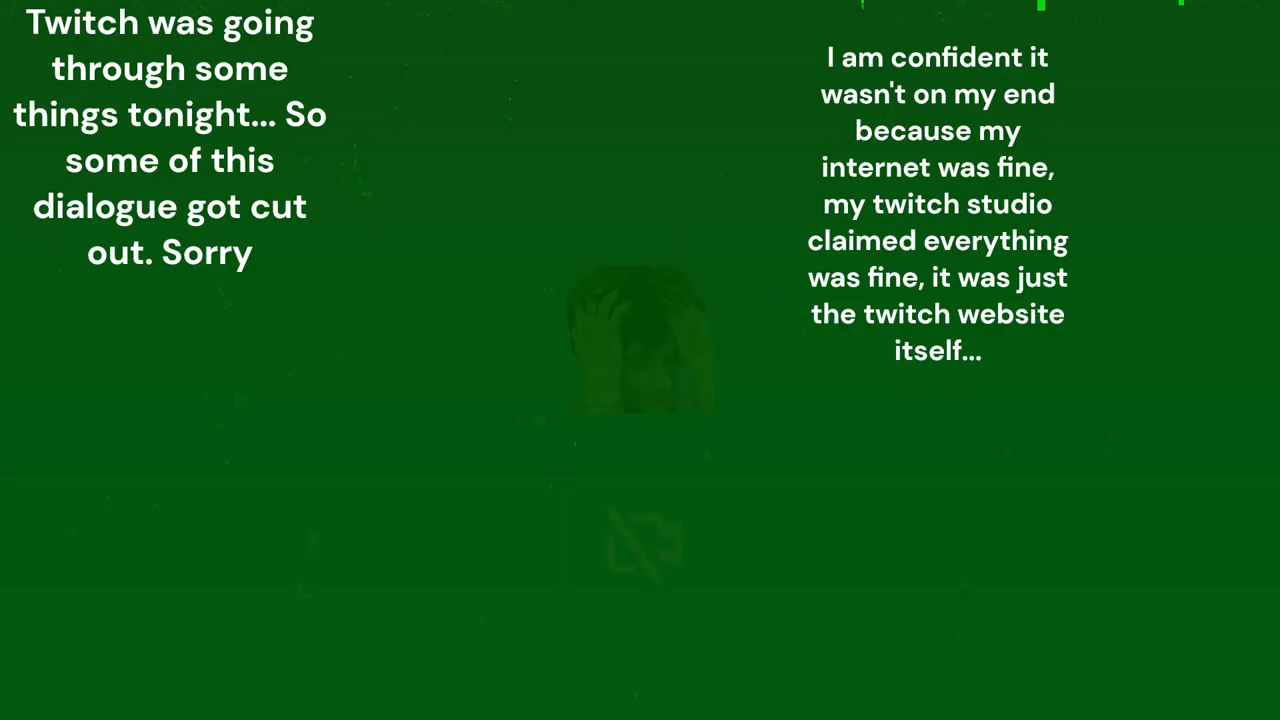 Twitch was going
through some
things tonight... So
some of this
dialogue got cut
out. Sorry
I am confident it
wasn't on my end
because my
internet was fine,
my twitch studio
claimed everything
was fine, it was just
the twitch website
itself...